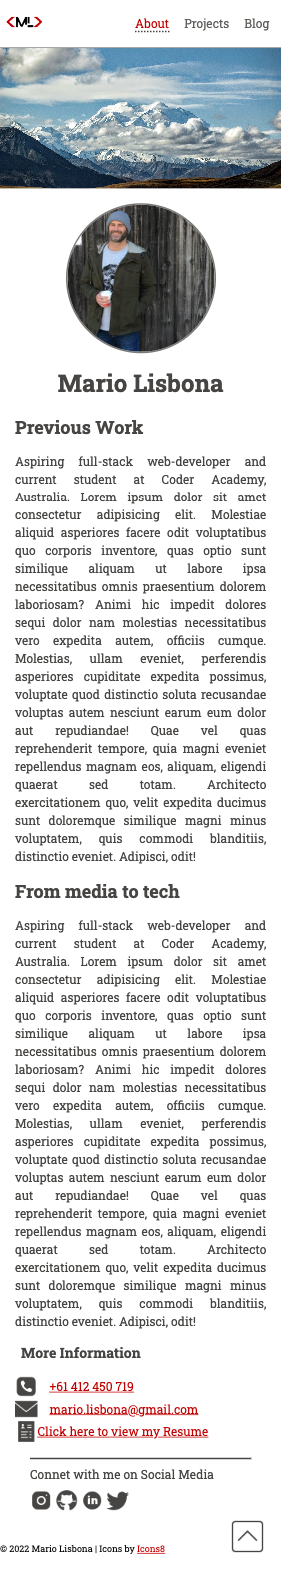 <ML>
About Projects Blog
Mario Lisbona
Previous Work
Aspiring full-stack web-developer and
current student at Coder Academy,
Australia. Lorem ipsum dolor sit amet
consectetur adipisicing elit. Molestiae
aliquid asperiores facere odit voluptatibus
quo corporis inventore, quas optio sunt
similique aliquam ut labore ipsa
necessitatibus omnis praesentium dolorem
laboriosam? Animi hic impedit dolores
sequi dolor nam molestias necessitatibus
vero expedita autem, officiis cumque.
Molestias, ullam eveniet, perferendis
asperiores cupiditate expedita possimus,
voluptate quod distinctio soluta recusandae
voluptas autem nesciunt earum eum dolor
aut repudiandae! Quae vel quas
reprehenderit tempore, quia magni eveniet
repellendus magnam eos, aliquam, eligendi
quaerat sed totam. Architecto
exercitationem quo, velit expedita ducimus
sunt doloremque similique magni minus
voluptatem, quis commodi blanditiis,
distinctio eveniet. Adipisci, odit!
From media to tech
Aspiring full-stack web-developer and
current student at Coder Academy,
Australia. Lorem ipsum dolor sit amet
consectetur adipisicing elit. Molestiae
aliquid asperiores facere odit voluptatibus
quo corporis inventore, quas optio sunt
similique aliquam ut labore ipsa
necessitatibus omnis praesentium dolorem
laboriosam? Animi hic impedit dolores
sequi dolor nam molestias necessitatibus
vero expedita autem, officiis cumque.
Molestias, ullam eveniet, perferendis
asperiores cupiditate expedita possimus,
voluptate quod distinctio soluta recusandae
voluptas autem nesciunt earum eum dolor
aut repudiandae! Quae vel quas
reprehenderit tempore, quia magni eveniet
repellendus magnam eos, aliquam, eligendi
quaerat sed totam. Architecto
exercitationem quo, velit expedita ducimus
sunt doloremque similique magni minus
voluptatem, quis commodi blanditiis,
distinctio eveniet. Adipisci, odit!
More Information
+61 412 450 719
mario.lisbona@gmail.com
Click here to view my Resume
Connet with me on Social Media
© 2022 Mario Lisbona | Icons by Icons8